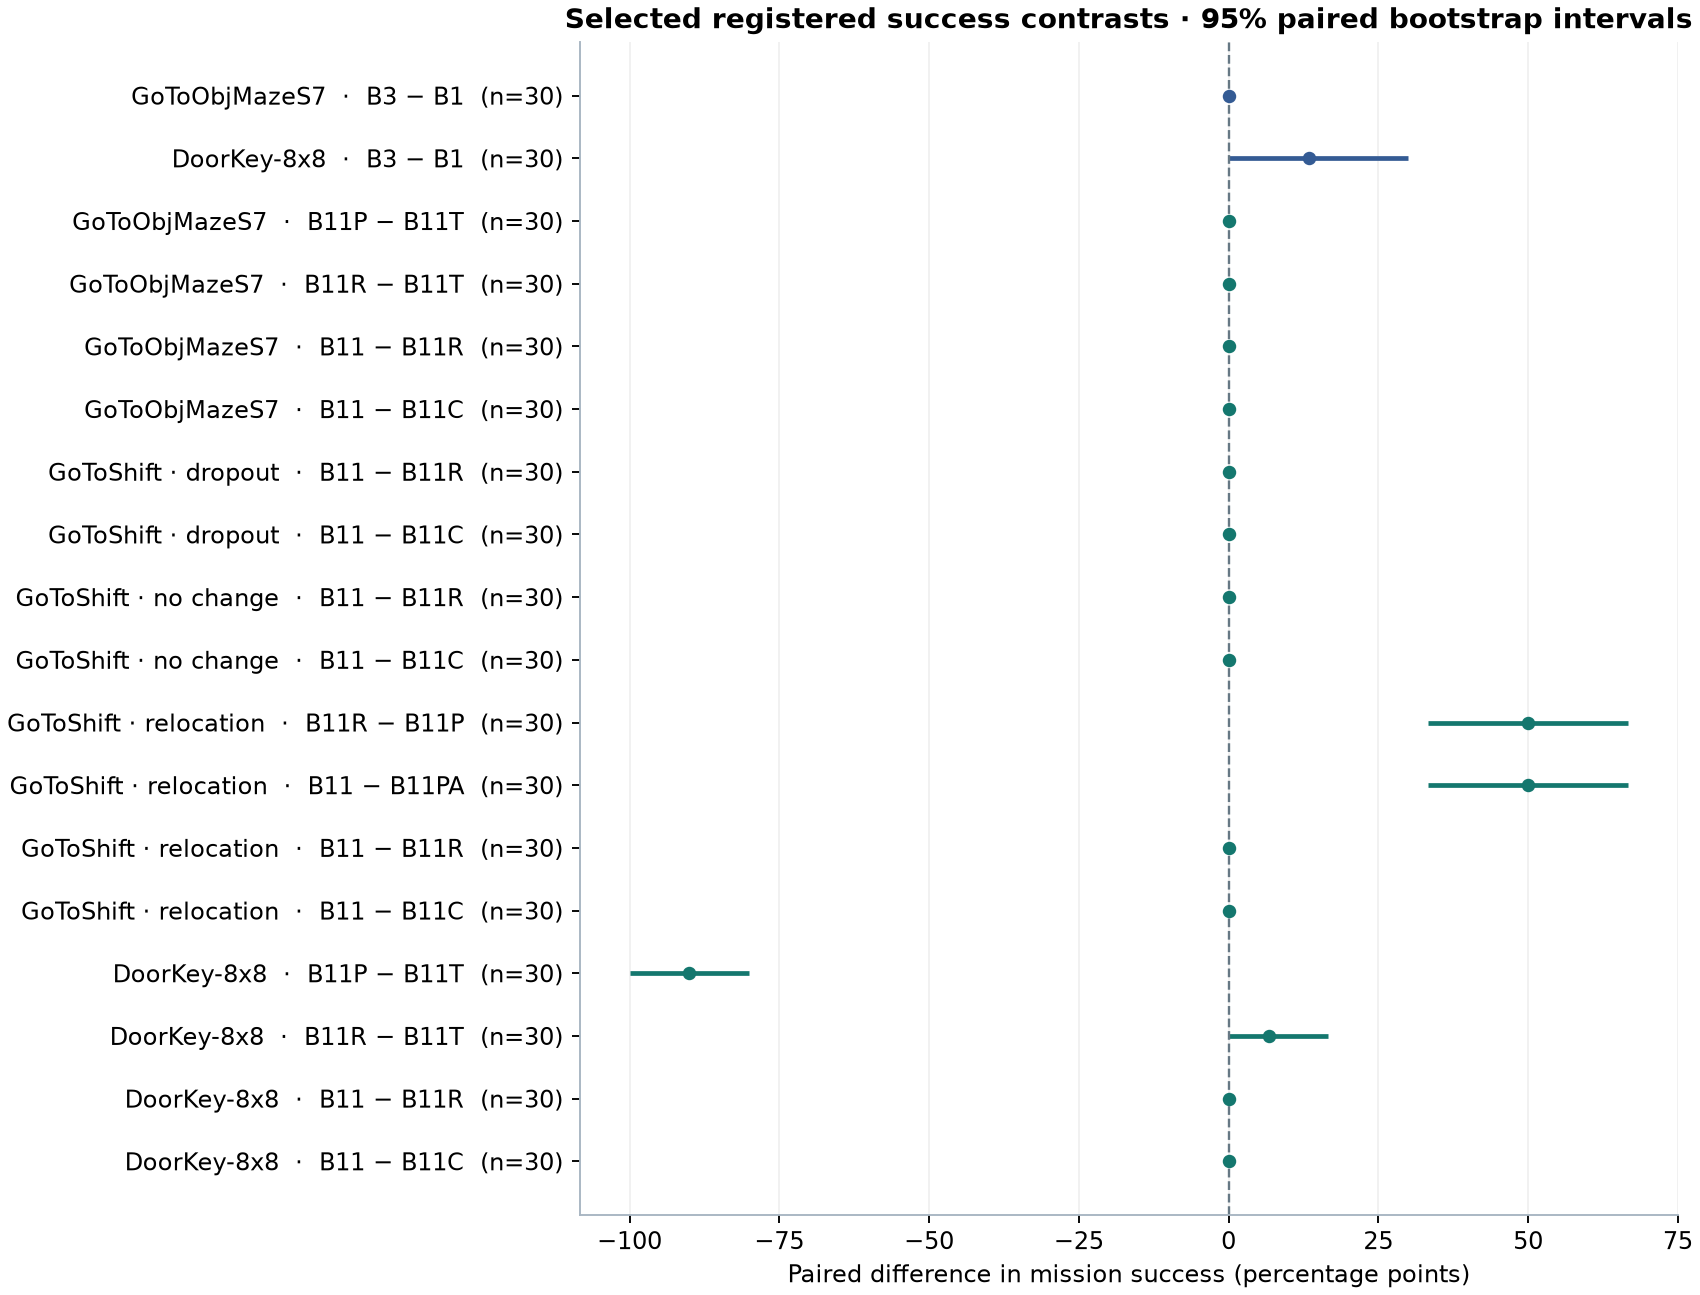 Selected registered success contrasts · 95% paired bootstrap intervals
GoToObjMazeS7 · B3 − B1 (n=30)
DoorKey-8x8 · B3 − B1 (n=30)
GoToObjMazeS7 · B11P − B11T (n=30)
GoToObjMazeS7 · B11R − B11T (n=30)
GoToObjMazeS7 · B11 − B11R (n=30)
GoToObjMazeS7 · B11 − B11C (n=30)
GoToShift · dropout · B11 − B11R (n=30)
GoToShift · dropout · B11 − B11C (n=30)
GoToShift · no change · B11 − B11R (n=30)
GoToShift · no change · B11 − B11C (n=30)
GoToShift · relocation · B11R − B11P (n=30)
GoToShift · relocation · B11 − B11PA (n=30)
GoToShift · relocation · B11 − B11R (n=30)
GoToShift · relocation · B11 − B11C (n=30)
DoorKey-8x8 · B11P − B11T (n=30)
DoorKey-8x8 · B11R − B11T (n=30)
DoorKey-8x8 · B11 − B11R (n=30)
DoorKey-8x8 · B11 − B11C (n=30)
−100 −75 −50 −25 0 25 50 75
Paired difference in mission success (percentage points)